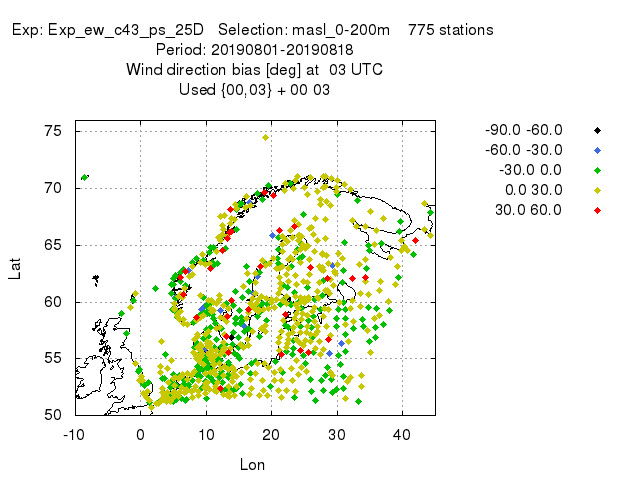 Exp: Exp_ew_c43_ps_25D Selection: masl_0-200m 775 stations
Period: 20190801-20190818
Wind direction bias [deg] at 03 UTC
Used {00,03} + 00 03
-90.0 -60.0
-60.0 -30.0
-30.0 0.0
0.0 30.0
30.0 60.0
75
70
65
60
55
50
Lat
-10 0 10 20 30 40
Lon